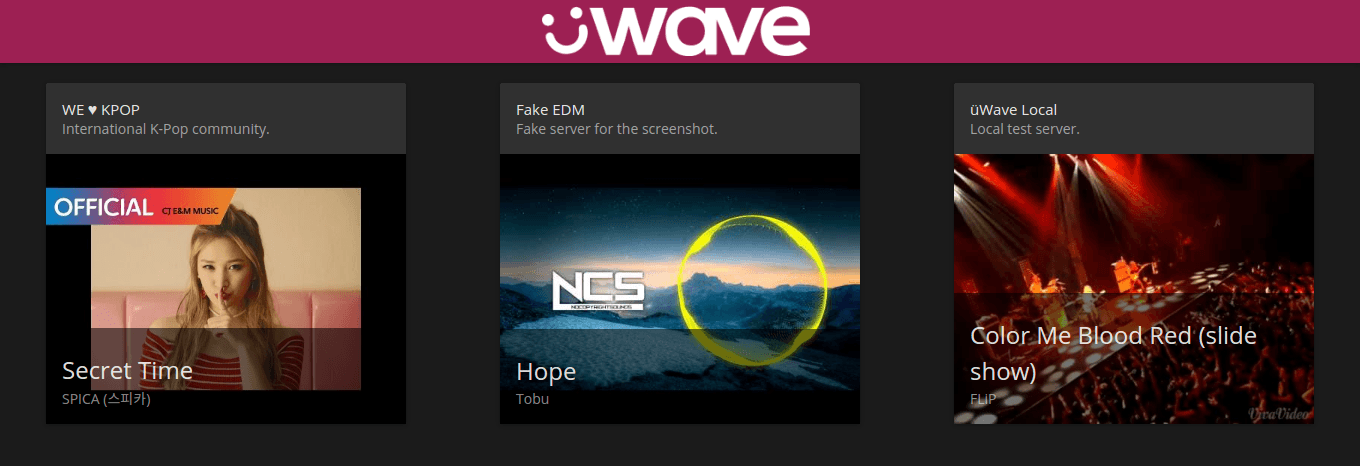 üwave
WE ♥ KPOP
International K-Pop community.
OFFICIAL CJ E&M MUSIC
Secret Time
SPICA (스피카)
Fake EDM
Fake server for the screenshot.
NCS
NOCOPYRIGHTSOUNDS
Hope
Tobu
üWave Local
Local test server.
Color Me Blood Red (slide
show)
FLiP
VivaVideo